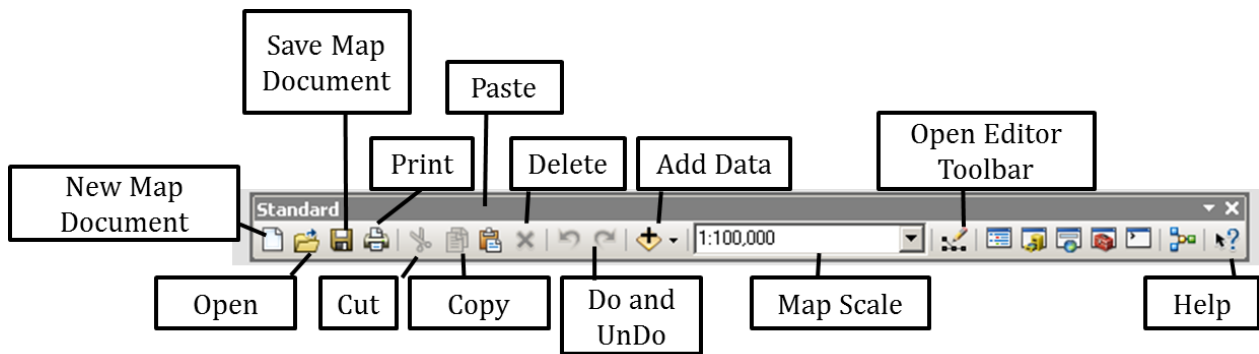 Save Map
Document
Paste
Open Editor
Toolbar
Print
Delete
Add Data
New Map
Document
Standard
1:100,000
Open
Cut
Copy
Do and
UnDo
Map Scale
Help